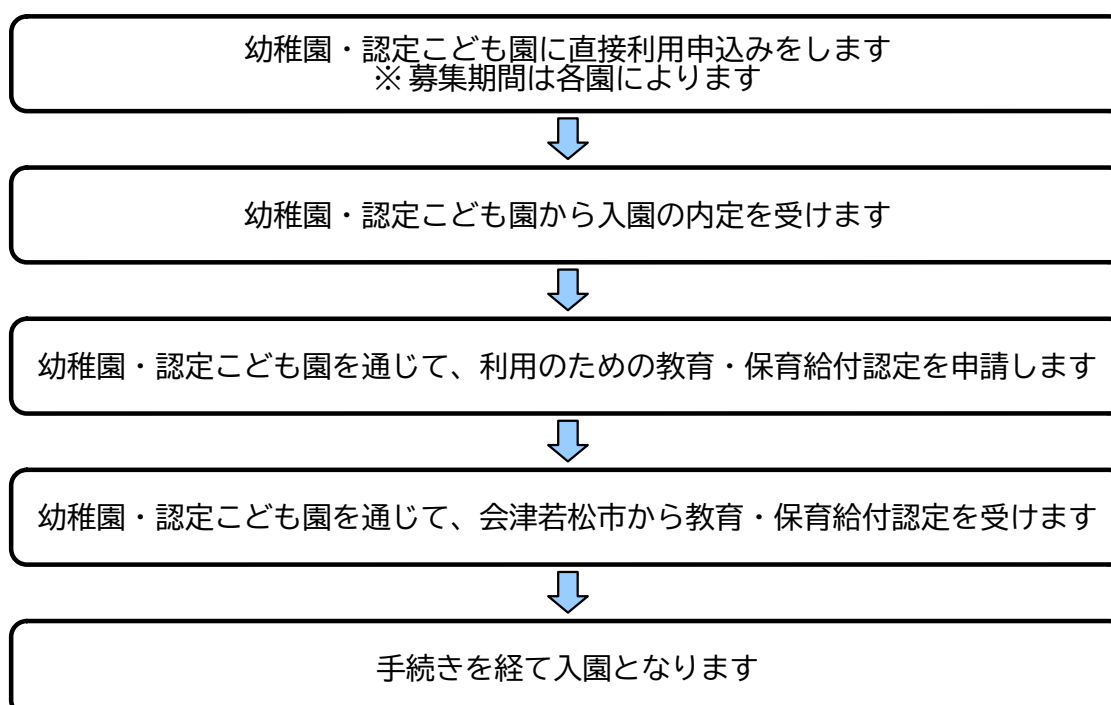 幼稚園・認定こども園に直接利用申込みをします
※ 募集期間は各園によります
幼稚園・認定こども園から入園の内定を受けます
幼稚園・認定こども園を通じて、利用のための教育・保育給付認定を申請します
幼稚園・認定こども園を通じて、会津若松市から教育・保育給付認定を受けます
手続きを経て入園となります